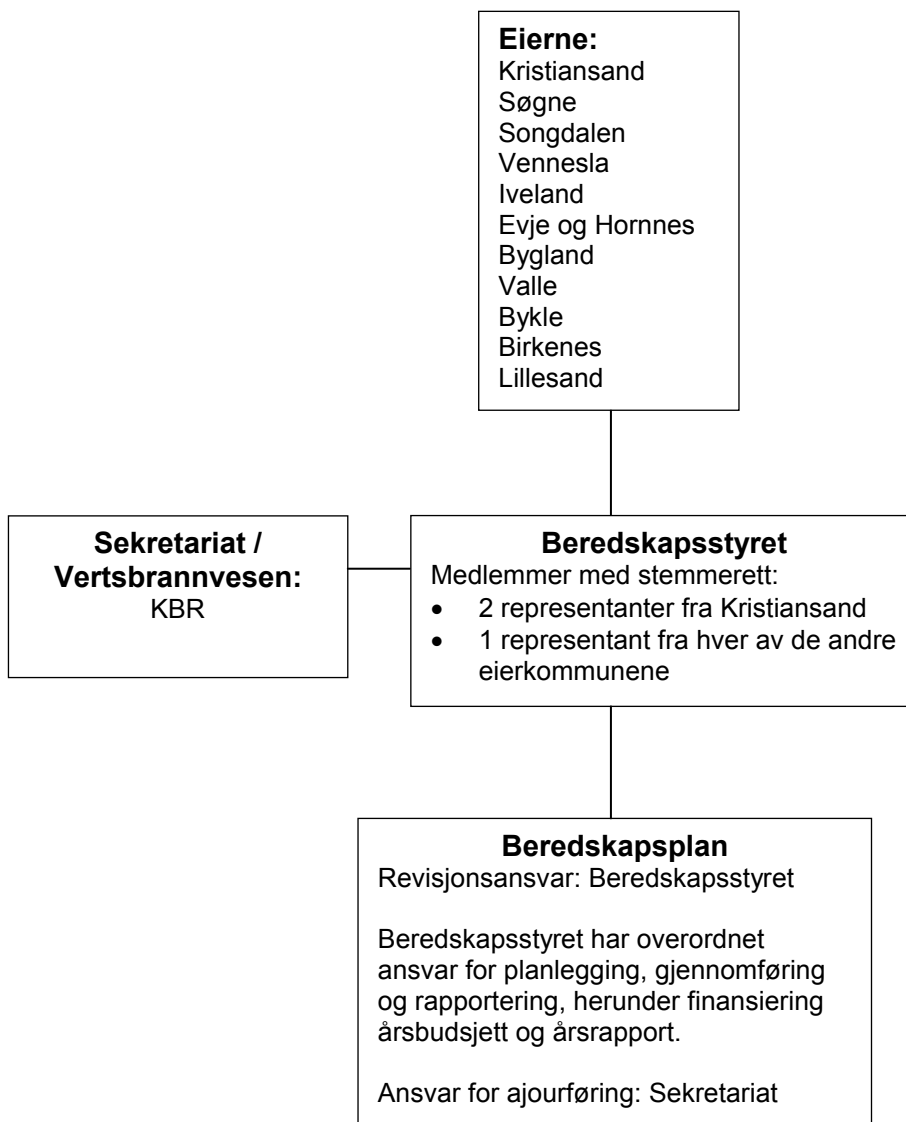 Eierne:
Kristiansand
Søgne
Songdalen
Vennesla
Iveland
Evje og Hornnes
Bygland
Valle
Bykle
Birkenes
Lillesand
Sekretariat /
Vertsbrannvesen:
KBR
Beredskapsstyret
Medlemmer med stemmerett:
• 2 representanter fra Kristiansand
• 1 representant fra hver av de andre
eierkommunene
Beredskapsplan
Revisjonsansvar: Beredskapsstyret
Beredskapsstyret har overordnet
ansvar for planlegging, gjennomføring
og rapportering, herunder finansiering
årsbudsjett og årsrapport.
Ansvar for ajourføring: Sekretariat